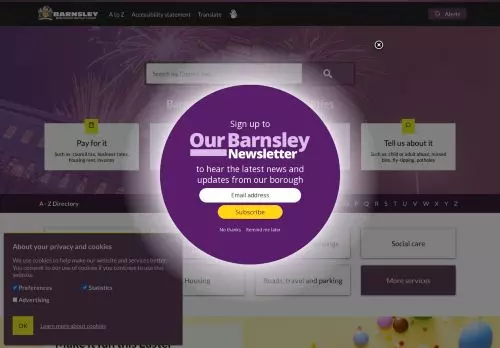 BARNSLEY
A to Z
Accessibility statement
Translate
Alerts
Search
Sign up to
Our Barnsley
Newsletter
to hear the latest news and
updates from our borough
Email address
Subscribe
No thanks
Remind me later
Pay for it
Such as: council tax, business rates,
housing rent, invoices
Tell us about it
Such as: child or adult abuse, missed
bins, fly-tipping, potholes
A - Z Directory
P Q R S T U V W X Y Z
Social care
Housing
Roads, travel and parking
More services
About your privacy and cookies
We use cookies to help make our website and services better.
You consent to our use of cookies if you continue to use this
website.
Preferences
Statistics
Advertising
OK
Learn more about cookies